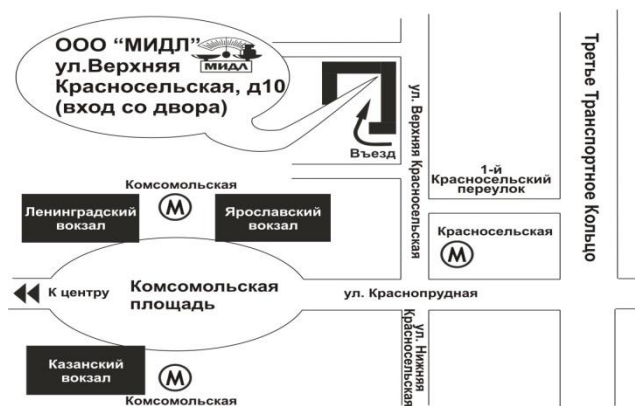 ООО “МИДЛ”
ул.Верхняя
Красносельская, д10
(вход со двора)
МИДЛ
Въезд
ул. Верхняя Красносельская
Третье Транспортное Кольцо
1-й
Красносельский
переулок
Комсомольская
М
Ленинградский
вокзал
Ярославский
вокзал
Красносельская
М
К центру
Комсомольская
площадь
ул. Краснопрудная
ул. Нижняя
Красносельская
Казанский
вокзал
М
Комсомольская